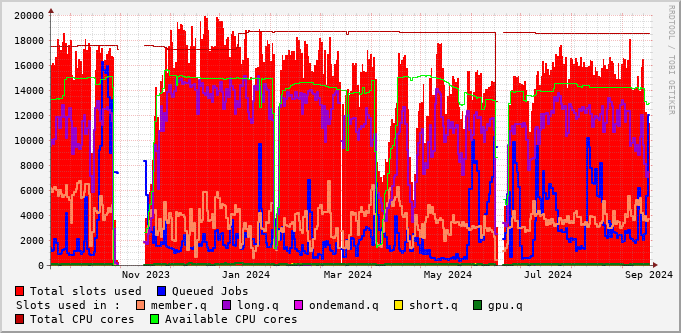 20000
18000
16000
14000
12000
10000
8000
6000
4000
2000
0
Nov 2023 Jan 2024 Mar 2024 May 2024 Jul 2024 Sep 2024
RRDTOOL / TOBI OETIKER
Total slots used Queued Jobs
Slots used in : member.q long.q ondemand.q short.q gpu.q
Total CPU cores Available CPU cores